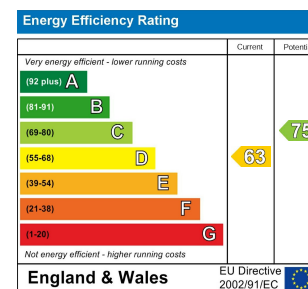 Energy Efficiency Rating
Current Potenti
Very energy efficient - lower running costs
(92 plus) A
(81-91) B
(69-80) C
75
(55-68) D
63
(39-54) E
(21-38) F
(1-20) G
Not energy efficient - higher running costs
England & Wales
EU Directive
2002/91/EC